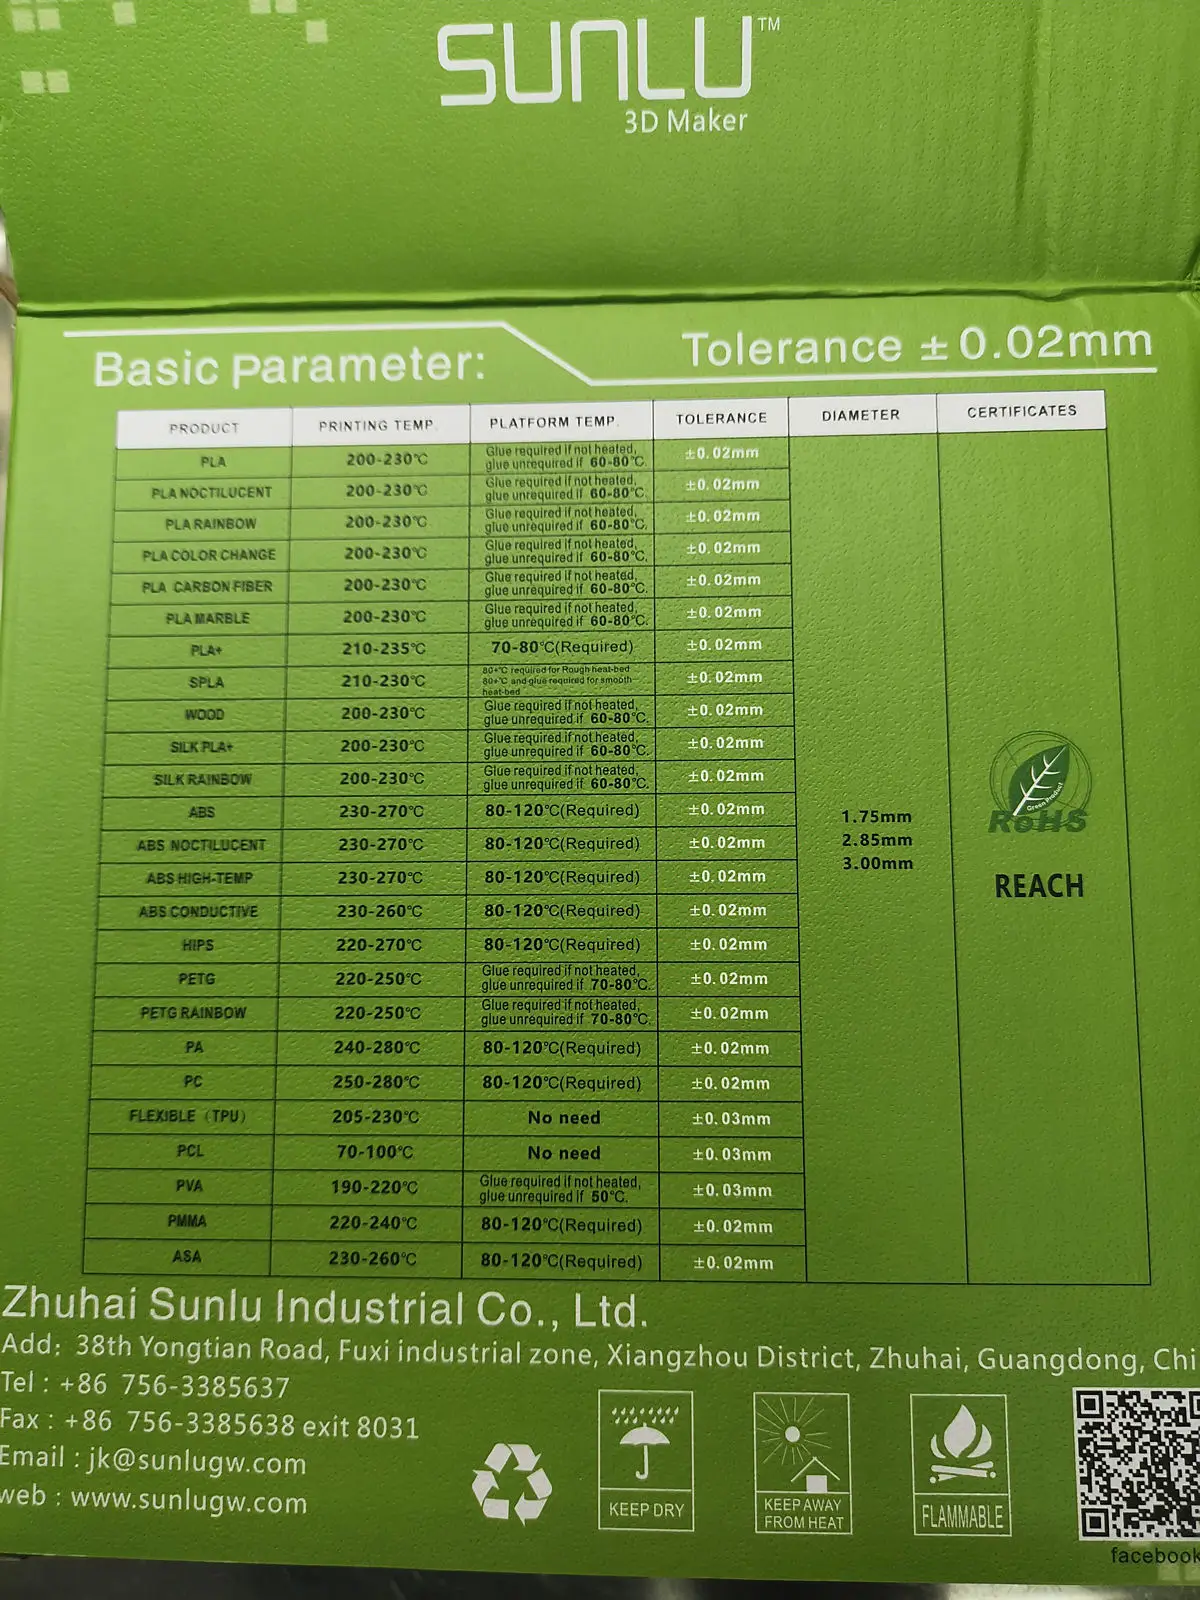 SUNLU™
3D Maker
Basic Parameter:
Tolerance ±0.02mm
PRODUCT PRINTING TEMP. PLATFORM TEMP. TOLERANCE DIAMETER CERTIFICATES
PLA 200-230℃ Glue required if not heated, glue unrequired if 60-80℃. ±0.02mm
PLA NOCTILUCENT 200-230℃ Glue required if not heated, glue unrequired if 60-80℃. ±0.02mm
PLA RAINBOW 200-230℃ Glue required if not heated, glue unrequired if 60-80℃. ±0.02mm
PLA COLOR CHANGE 200-230℃ Glue required if not heated, glue unrequired if 60-80℃. ±0.02mm
PLA CARBON FIBER 200-230℃ Glue required if not heated, glue unrequired if 60-80℃. ±0.02mm
PLA MARBLE 200-230℃ Glue required if not heated, glue unrequired if 60-80℃. ±0.02mm
PLA+ 210-235℃ 70-80℃(Required) ±0.02mm
SPLA 210-230℃ 80+℃ required for Rough heat-bed 80+℃ and glue required for smooth heat-bed ±0.02mm
WOOD 200-230℃ Glue required if not heated, glue unrequired if 60-80℃. ±0.02mm
SILK PLA+ 200-230℃ Glue required if not heated, glue unrequired if 60-80℃. ±0.02mm
SILK RAINBOW 200-230℃ Glue required if not heated, glue unrequired if 60-80℃. ±0.02mm
ABS 230-270℃ 80-120℃(Required) ±0.02mm
ABS NOCTILUCENT 230-270℃ 80-120℃(Required) ±0.02mm
ABS HIGH-TEMP 230-270℃ 80-120℃(Required) ±0.02mm
ABS CONDUCTIVE 230-260℃ 80-120℃(Required) ±0.02mm
HIPS 220-270℃ 80-120℃(Required) ±0.02mm
PETG 220-250℃ Glue required if not heated, glue unrequired if 70-80℃. ±0.02mm
PETG RAINBOW 220-250℃ Glue required if not heated, glue unrequired if 70-80℃. ±0.02mm
PA 240-280℃ 80-120℃(Required) ±0.02mm
PC 250-280℃ 80-120℃(Required) ±0.02mm
FLEXIBLE（TPU） 205-230℃ No need ±0.03mm
PCL 70-100℃ No need ±0.03mm
PVA 190-220℃ Glue required if not heated, glue unrequired if 50℃. ±0.03mm
PMMA 220-240℃ 80-120℃(Required) ±0.02mm
ASA 230-260℃ 80-120℃(Required) ±0.02mm
1.75mm
2.85mm
3.00mm
Green Product
RoHS
REACH
Zhuhai Sunlu Industrial Co., Ltd.
Add: 38th Yongtian Road, Fuxi industrial zone, Xiangzhou District, Zhuhai, Guangdong, Chi
Tel : +86 756-3385637
Fax : +86 756-3385638 exit 8031
Email : jk@sunlugw.com
web : www.sunlugw.com
KEEP DRY
KEEP AWAY
FROM HEAT
FLAMMABLE
facebook